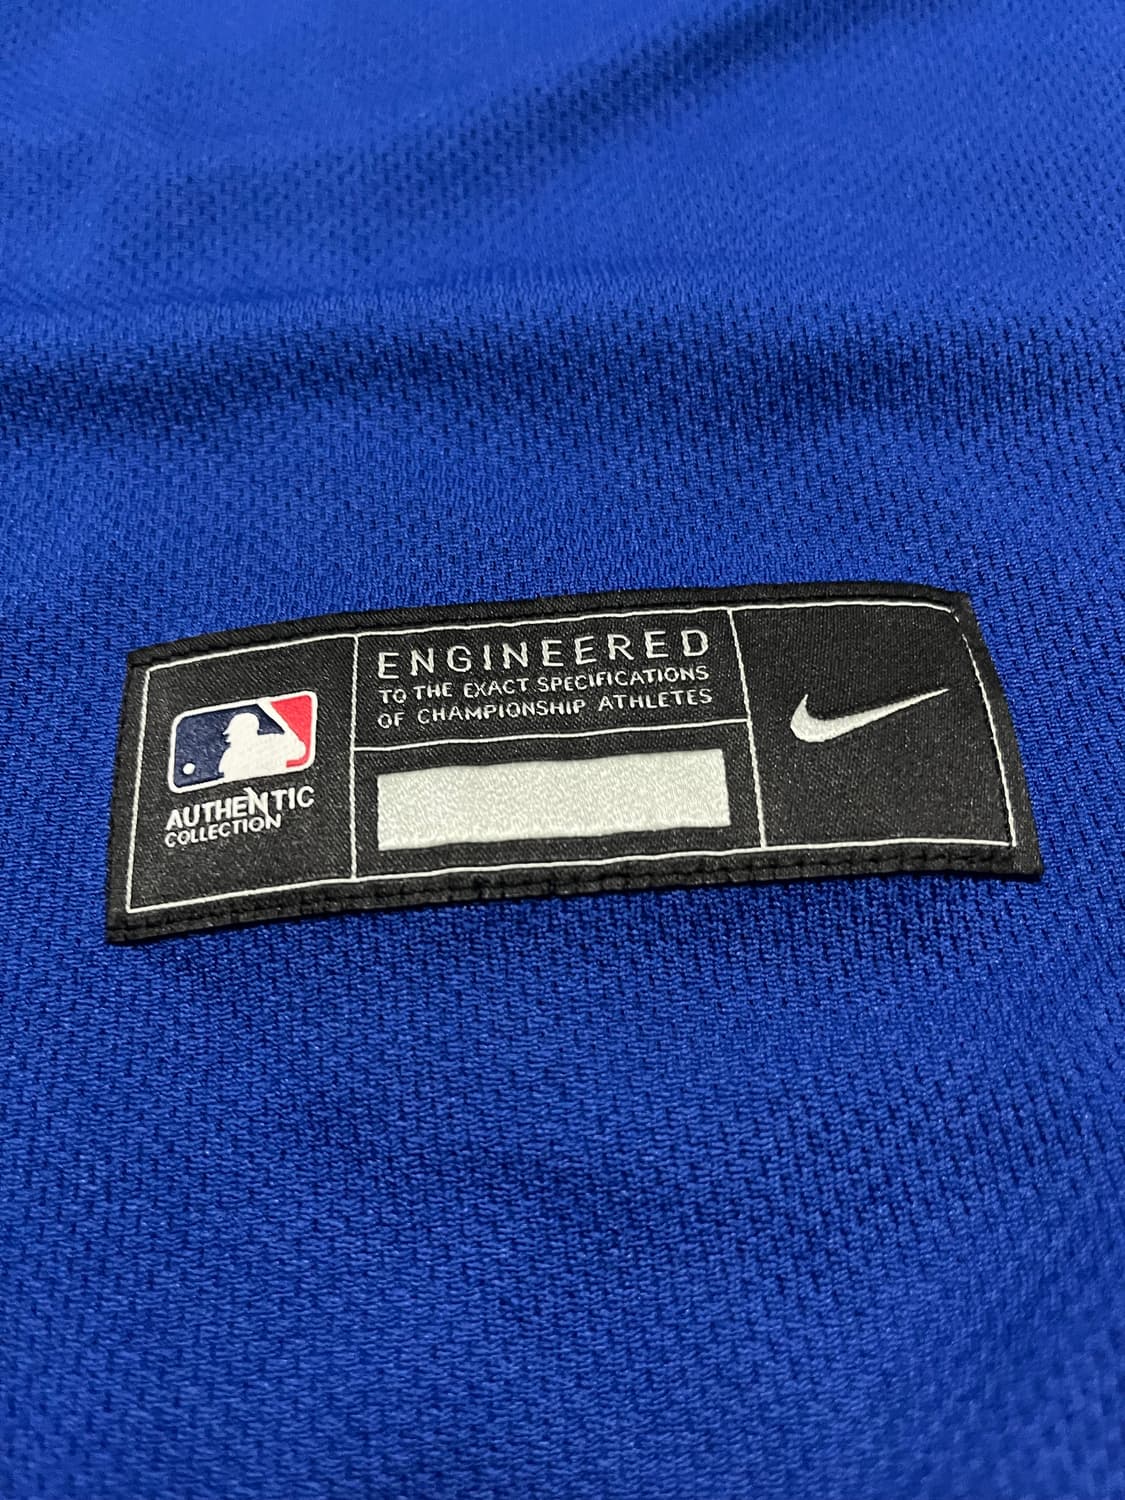 ENGINEERED
TO THE EXACT SPECIFICATIONS
OF CHAMPIONSHIP ATHLETES
AUTHENTIC
COLLECTION